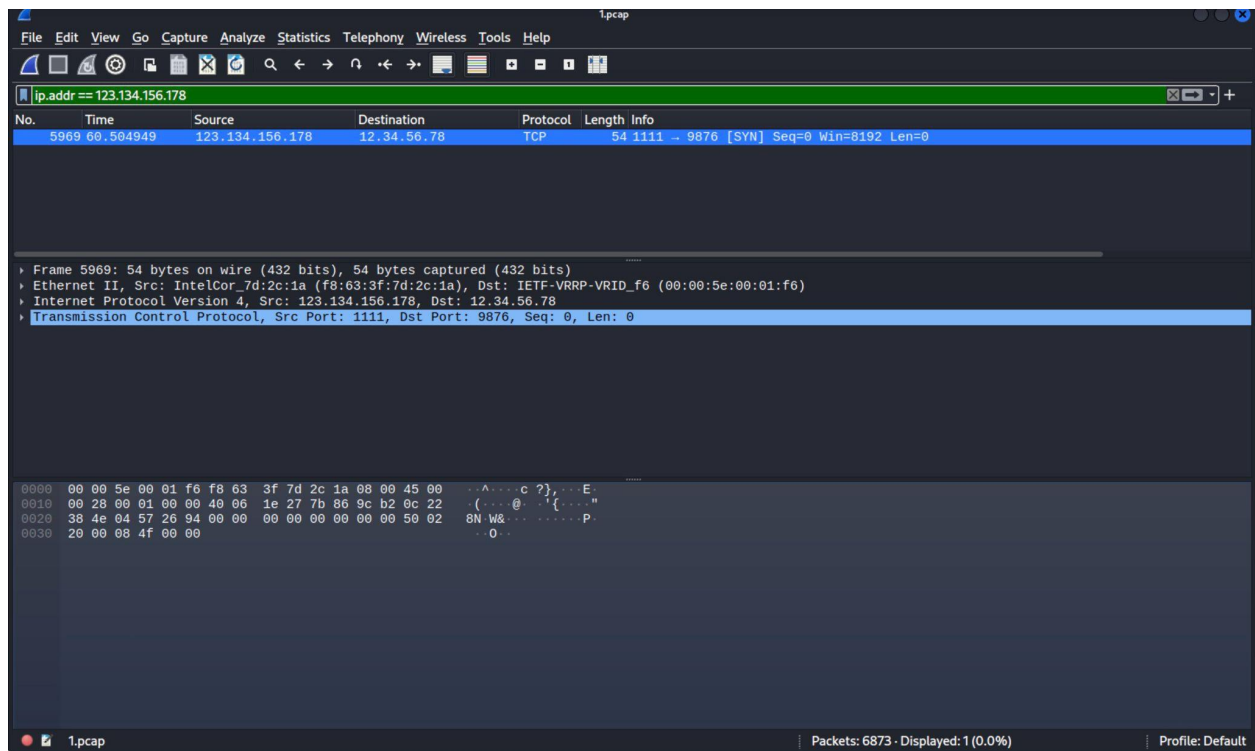 1.pcap
File Edit View Go Capture Analyze Statistics Telephony Wireless Tools Help
ip.addr == 123.134.156.178
No. Time Source Destination Protocol Length Info
5969 60.504949 123.134.156.178 12.34.56.78 TCP 54 1111 → 9876 [SYN] Seq=0 Win=8192 Len=0
Frame 5969: 54 bytes on wire (432 bits), 54 bytes captured (432 bits)
Ethernet II, Src: IntelCor_7d:2c:1a (f8:63:3f:7d:2c:1a), Dst: IETF-VRRP-VRID_f6 (00:00:5e:00:01:f6)
Internet Protocol Version 4, Src: 123.134.156.178, Dst: 12.34.56.78
Transmission Control Protocol, Src Port: 1111, Dst Port: 9876, Seq: 0, Len: 0
0000 00 00 5e 00 01 f6 f8 63 3f 7d 2c 1a 08 00 45 00 ··^····c ?},···E·
0010 00 28 00 01 00 00 40 06 1e 27 7b 86 9c b2 0c 22 ·(····@· ·'{····"
0020 38 4e 04 57 26 94 00 00 00 00 00 00 00 00 50 02 8N·W&··· ······P·
0030 20 00 08 4f 00 00 ··O··
1.pcap Packets: 6873 · Displayed: 1 (0.0%) Profile: Default